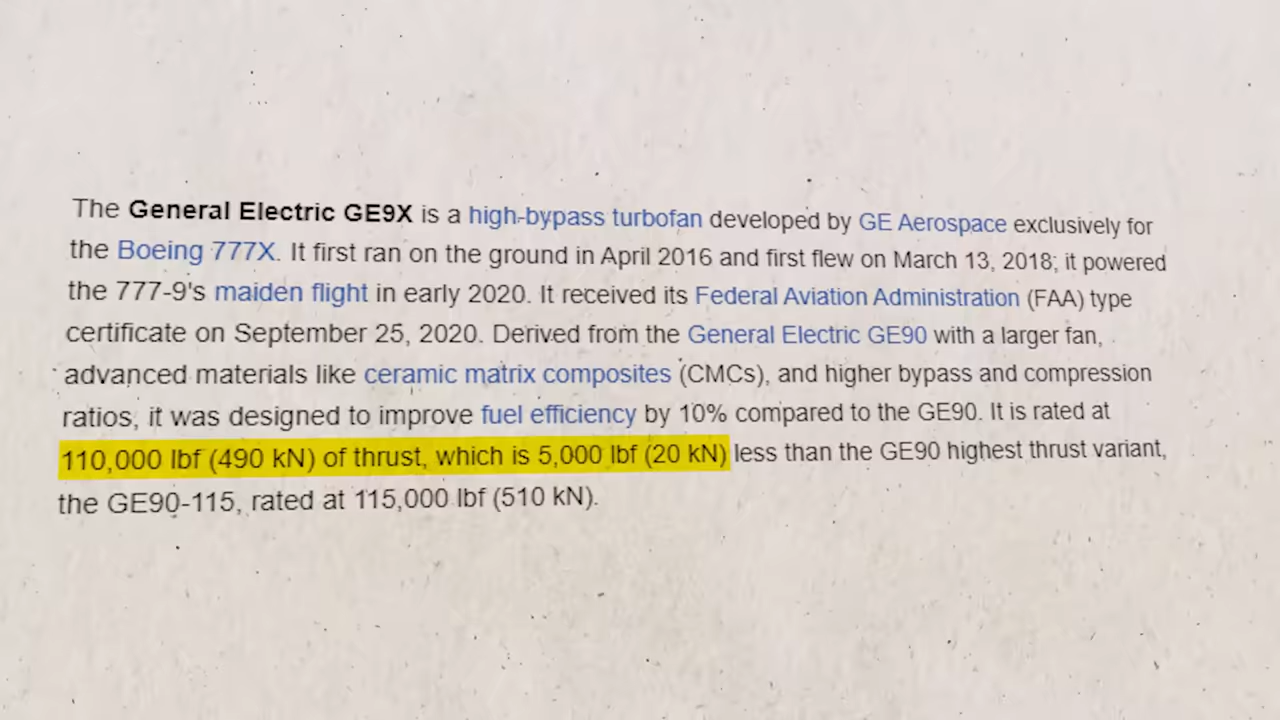 The General Electric GE9X is a high-bypass turbofan developed by GE Aerospace exclusively for
the Boeing 777X. It first ran on the ground in April 2016 and first flew on March 13, 2018; it powered
the 777-9's maiden flight in early 2020. It received its Federal Aviation Administration (FAA) type
certificate on September 25, 2020. Derived from the General Electric GE90 with a larger fan,
advanced materials like ceramic matrix composites (CMCs), and higher bypass and compression
ratios, it was designed to improve fuel efficiency by 10% compared to the GE90. It is rated at
110,000 lbf (490 kN) of thrust, which is 5,000 lbf (20 kN) less than the GE90 highest thrust variant,
the GE90-115, rated at 115,000 lbf (510 kN).